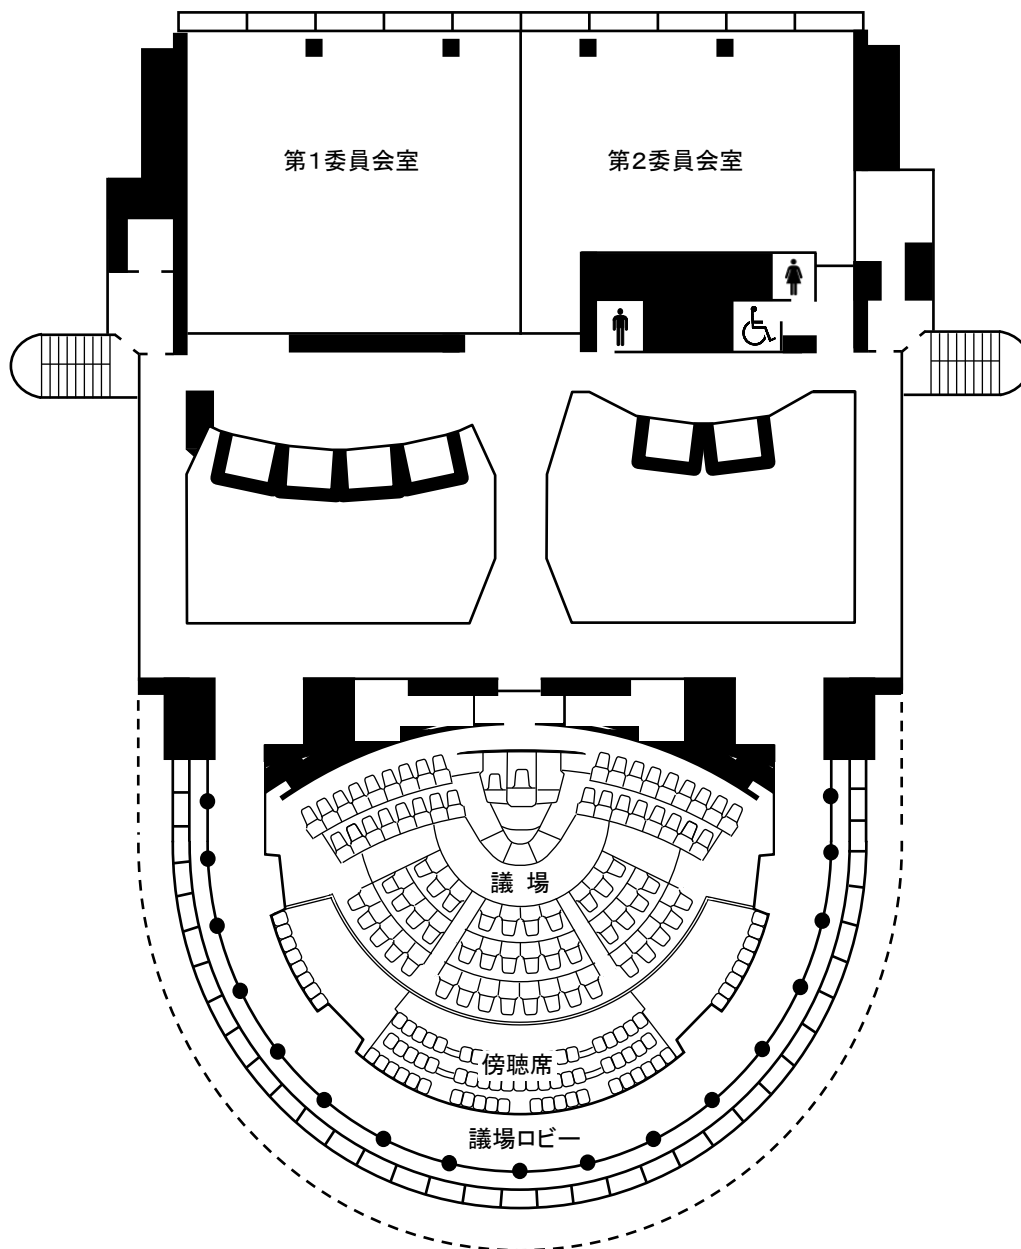 第1委員会室
第2委員会室
議 場
傍聴席
議場ロビー